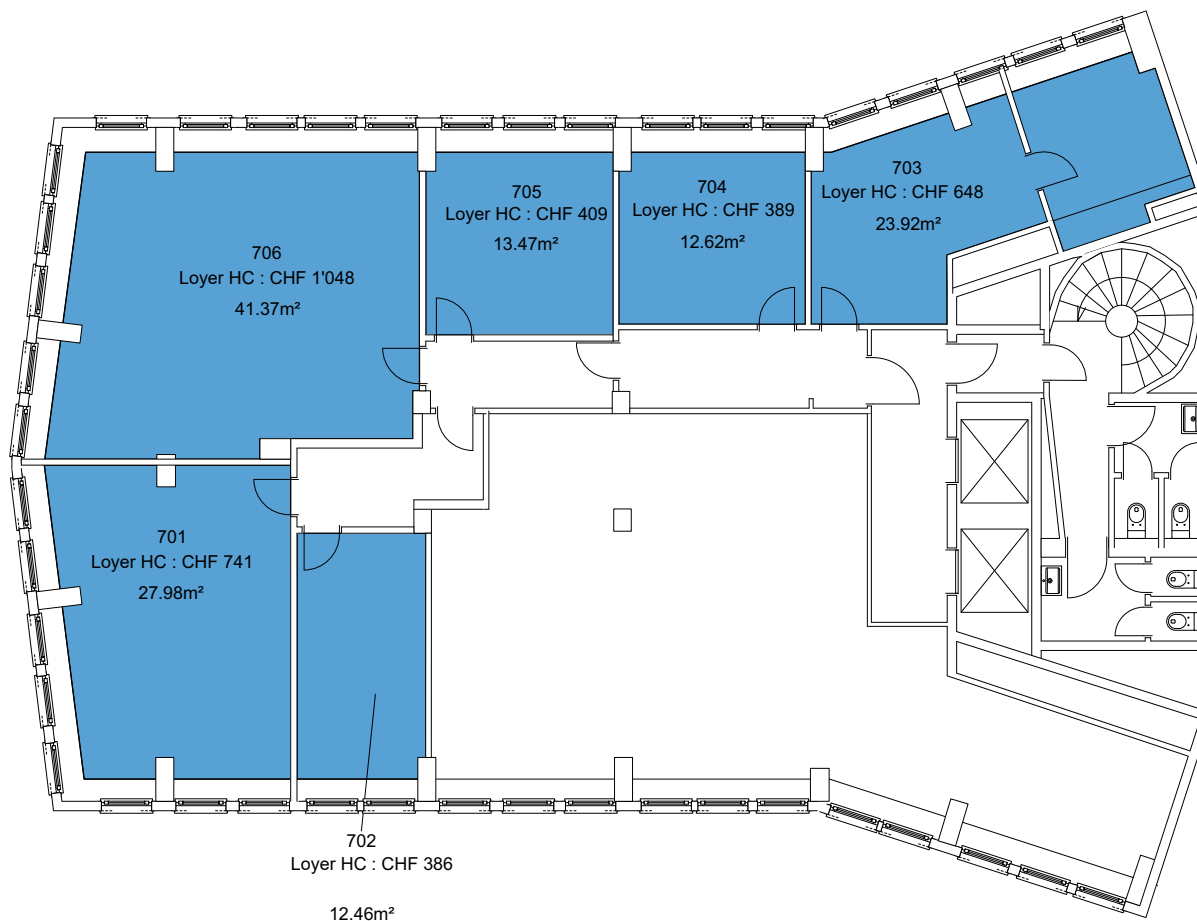 705
Loyer HC : CHF 409
13.47m²
704
Loyer HC : CHF 389
12.62m²
703
Loyer HC : CHF 648
23.92m²
706
Loyer HC : CHF 1'048
41.37m²
701
Loyer HC : CHF 741
27.98m²
702
Loyer HC : CHF 386
12.46m²